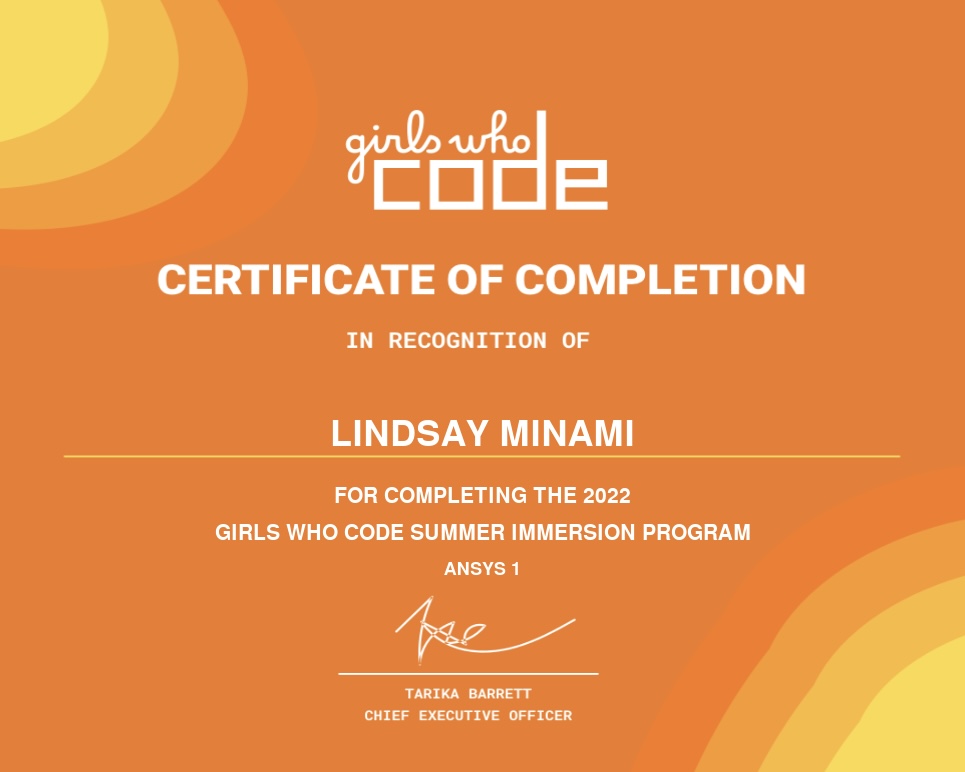 girls who
code
CERTIFICATE OF COMPLETION
IN RECOGNITION OF
LINDSAY MINAMI
FOR COMPLETING THE 2022
GIRLS WHO CODE SUMMER IMMERSION PROGRAM
ANSYS 1
TARIKA BARRETT
CHIEF EXECUTIVE OFFICER